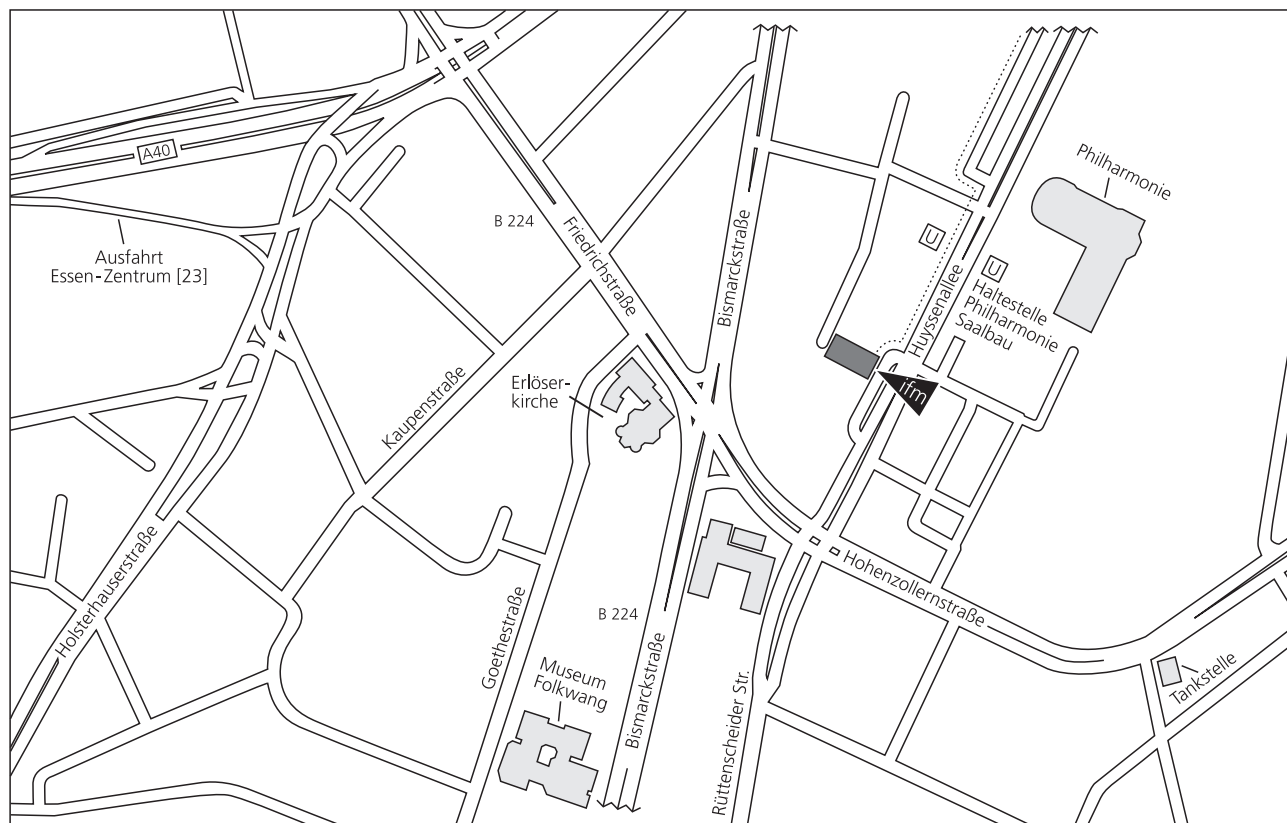 A40
Ausfahrt
Essen-Zentrum [23]
B 224
Friedrichstraße
Bismarckstraße
Philharmonie
U
U
Haltestelle
Philharmonie
Saalbau
Huyssenallee
ifm
Erlöser-
kirche
Kaupenstraße
Holsterhauserstraße
Goethestraße
B 224
Bismarckstraße
Museum
Folkwang
Rüttenscheider Str.
Hohenzollernstraße
Tankstelle